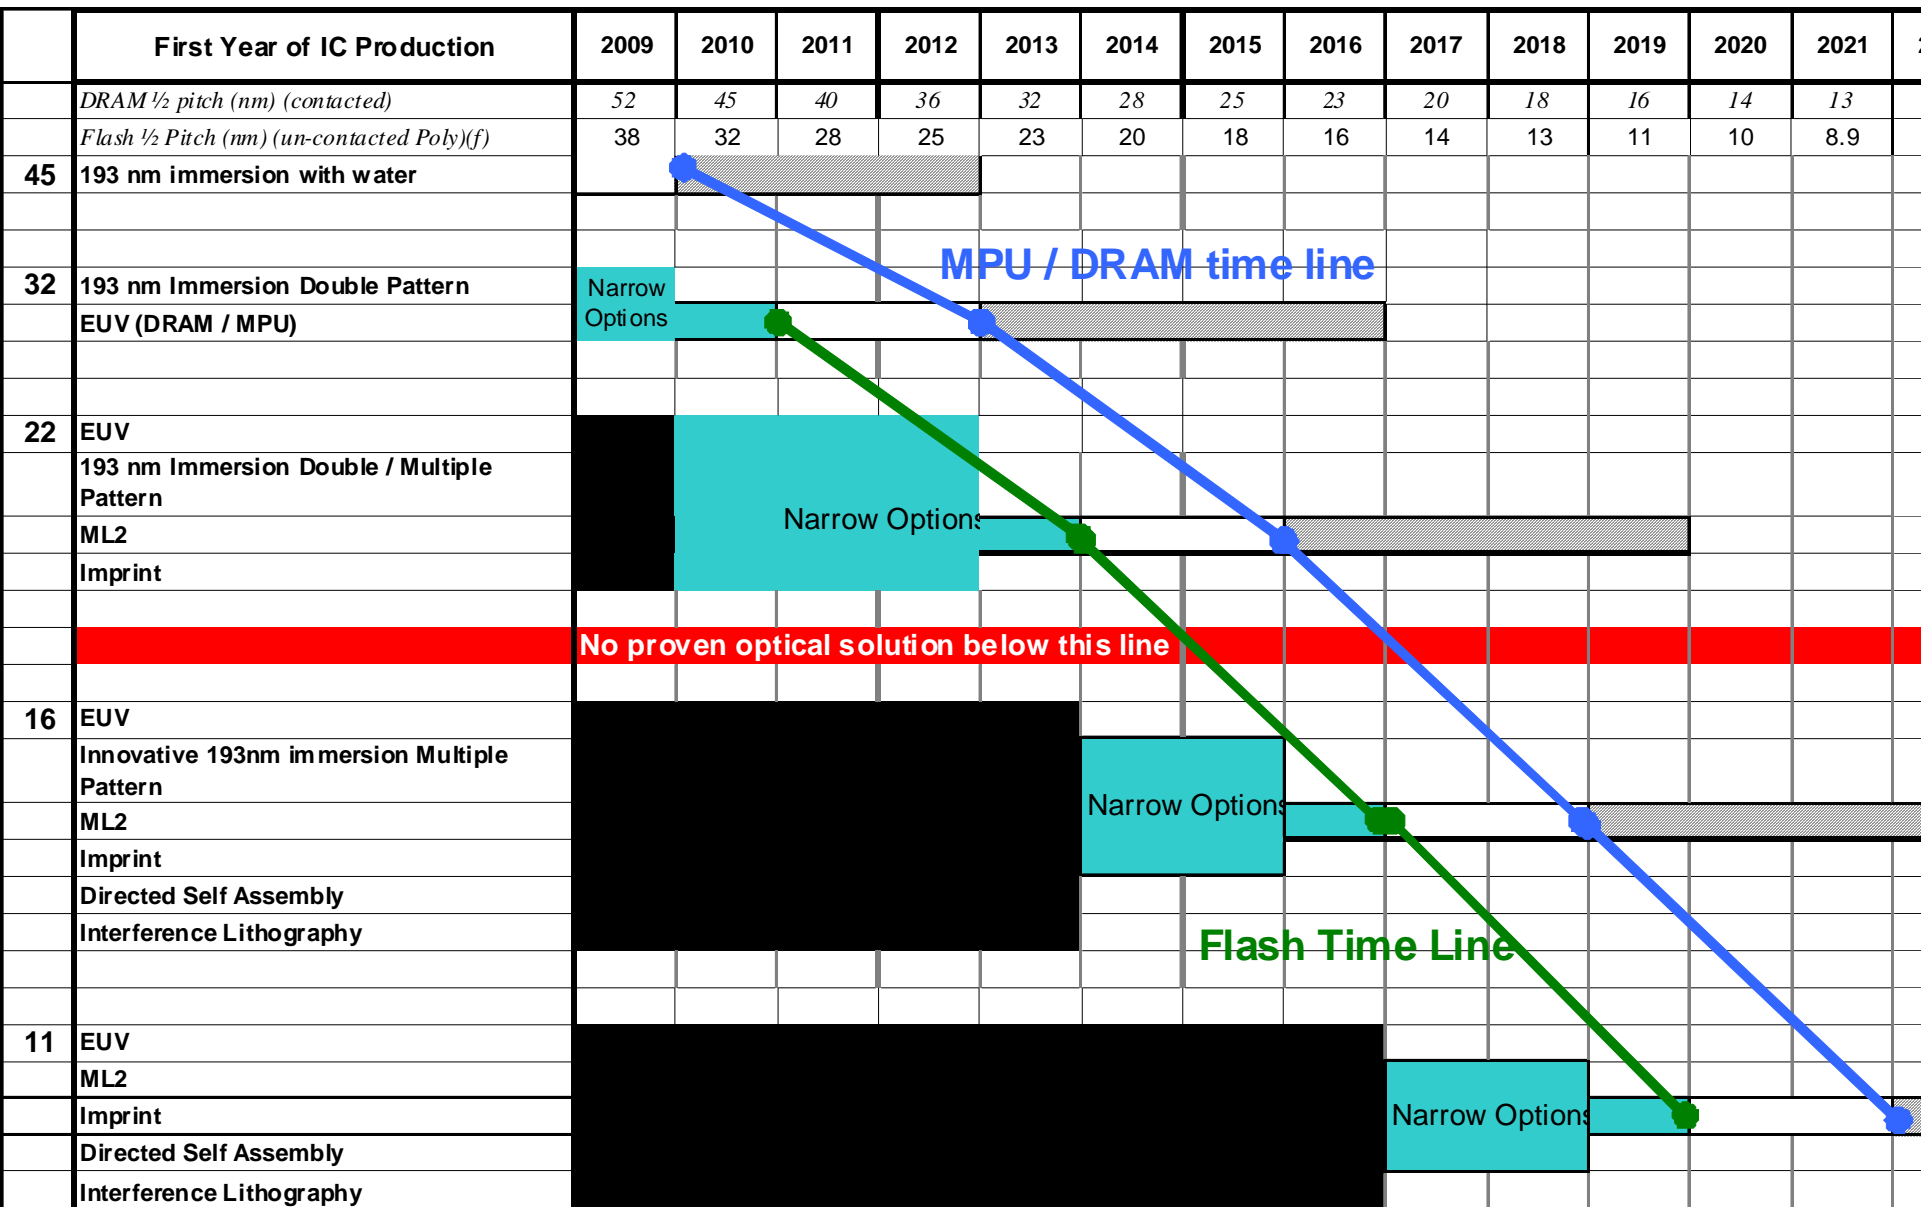 First Year of IC Production 2009 2010 2011 2012 2013 2014 2015 2016 2017 2018 2019 2020 2021
DRAM ½ pitch (nm) (contacted) 52 45 40 36 32 28 25 23 20 18 16 14 13
Flash ½ Pitch (nm) (un-contacted Poly)(f) 38 32 28 25 23 20 18 16 14 13 11 10 8.9
45 193 nm immersion with water
MPU / DRAM time line
32 193 nm Immersion Double Pattern
Narrow
Options
EUV (DRAM / MPU)
22 EUV
193 nm Immersion Double / Multiple
Pattern
Narrow Options
ML2
Imprint
No proven optical solution below this line
16 EUV
Innovative 193nm immersion Multiple
Pattern
Narrow Options
ML2
Imprint
Directed Self Assembly
Interference Lithography
Flash Time Line
11 EUV
ML2
Imprint
Narrow Options
Directed Self Assembly
Interference Lithography